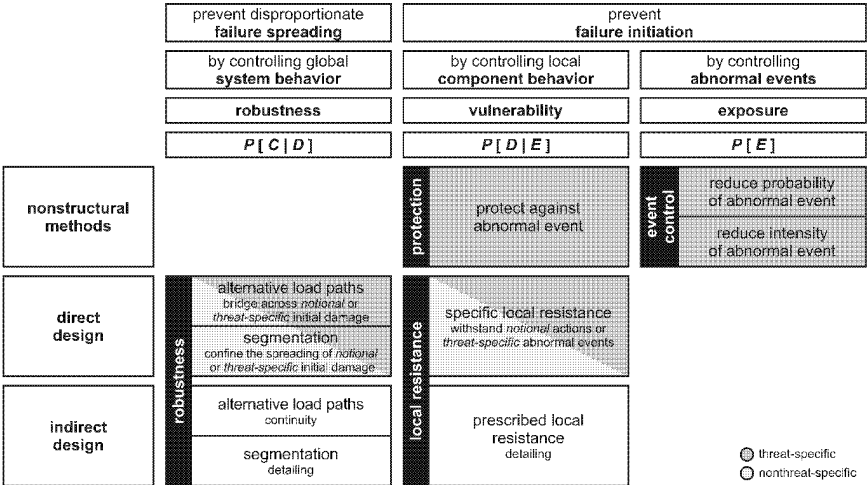 prevent disproportionate
failure spreading
prevent
failure initiation
by controlling global
system behavior
by controlling local
component behavior
by controlling
abnormal events
robustness
vulnerability
exposure
P [ C | D ]
P [ D | E ]
P [ E ]
nonstructural
methods
protection
protect against
abnormal event
event
control
reduce probability
of abnormal event
reduce intensity
of abnormal event
direct
design
robustness
alternative load paths
bridge across notional or
threat-specific initial damage
segmentation
confine the spreading of notional
or threat-specific initial damage
local resistance
specific local resistance
withstand notional actions or
threat-specific abnormal events
indirect
design
alternative load paths
continuity
segmentation
detailing
prescribed local
resistance
detailing
threat-specific
nonthreat-specific